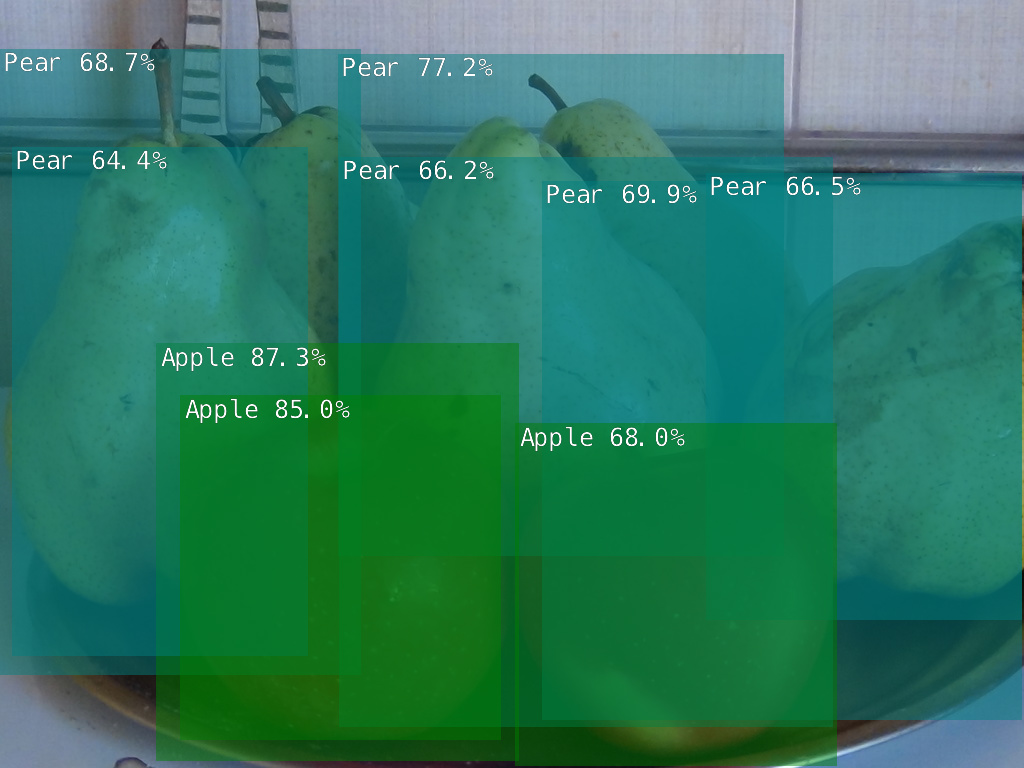 Pear 68.7%
Pear 77.2%
Pear 64.4%
Pear 66.2%
Pear 69.9%
Pear 66.5%
Apple 87.3%
Apple 85.0%
Apple 68.0%